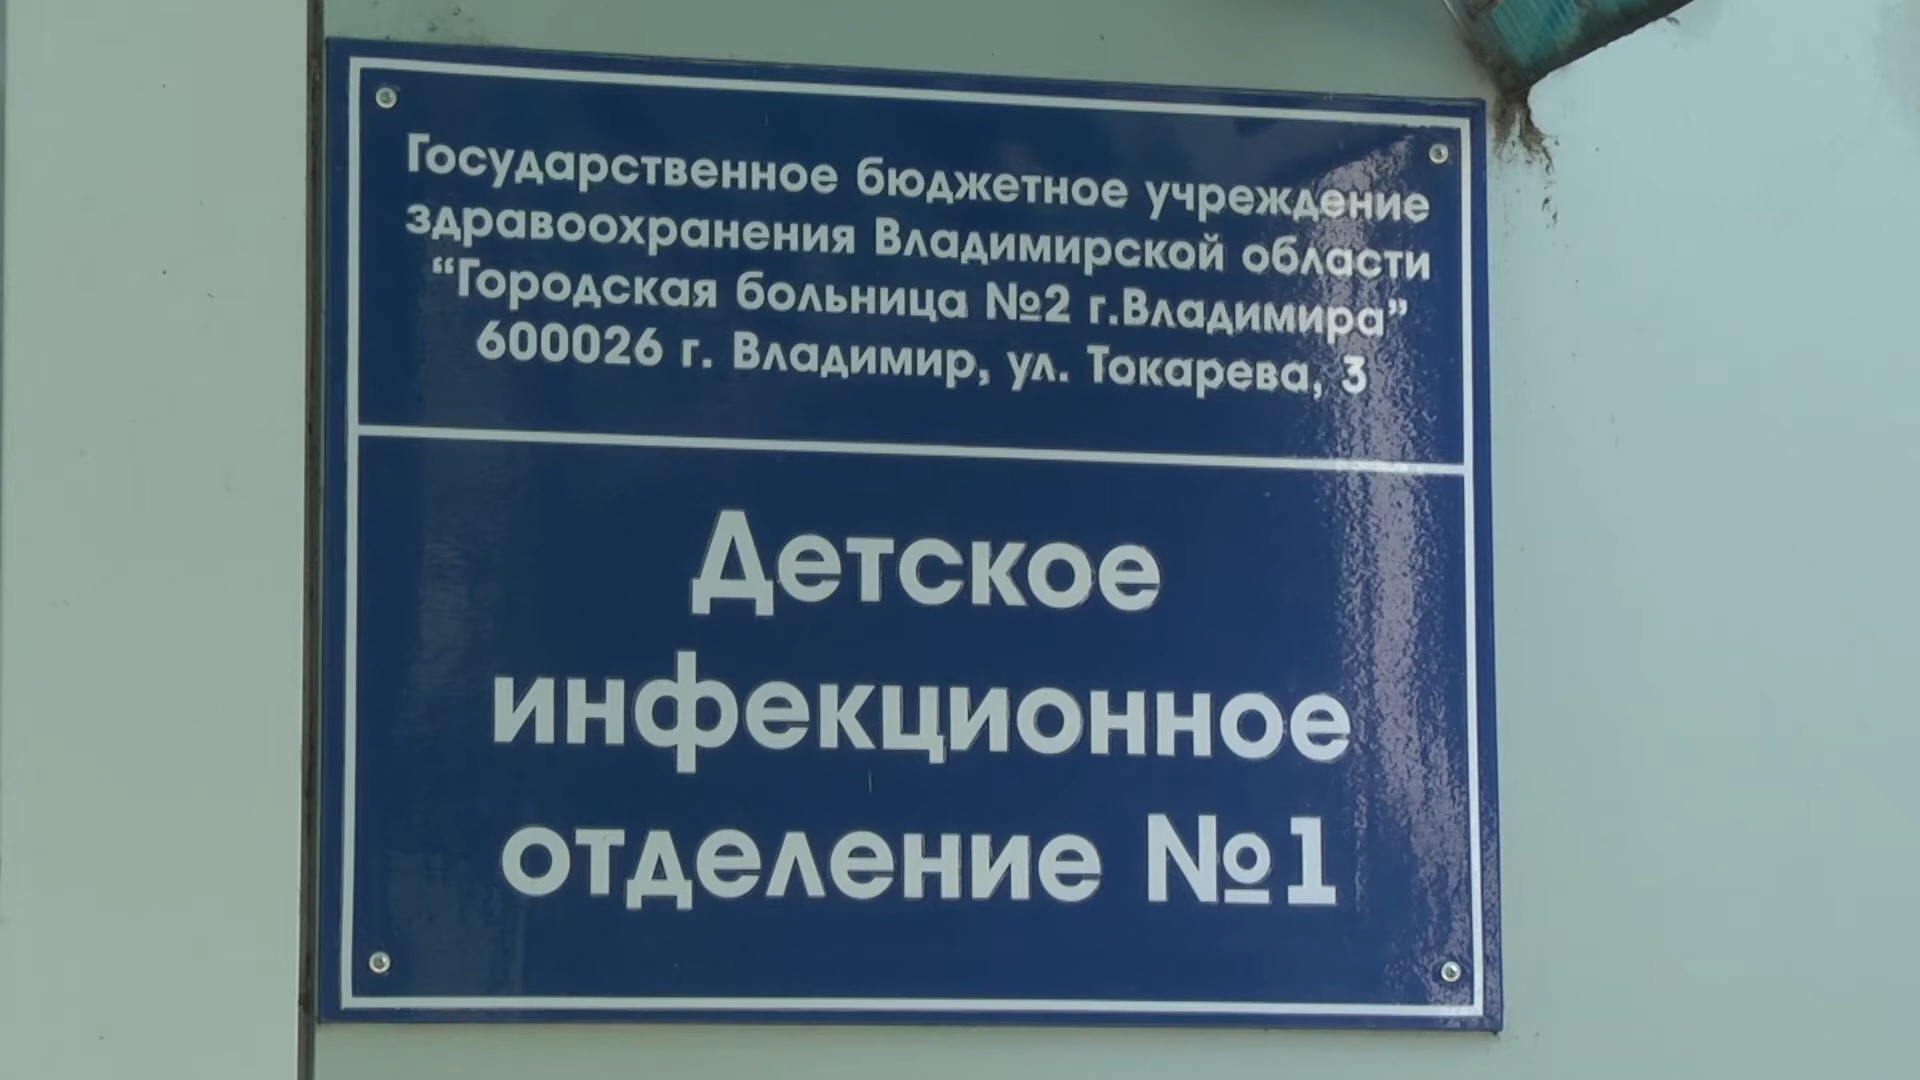 Государственное бюджетное учреждение
здравоохранения Владимирской области
“Городская больница №2 г.Владимира”
600026 г. Владимир, ул. Токарева, 3
Детское
инфекционное
отделение №1